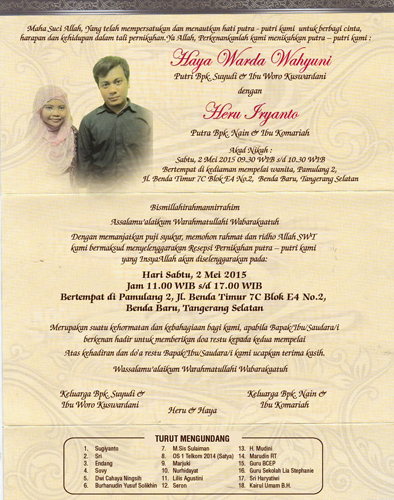 Maha Suci Allah, Yang telah mempersatukan dan menautkan hati putra - putri kami untuk berbagi cinta,
harapan dan kehidupan dalam tali pernikahan. Ya Allah, Perkenankanlah kami menikahkan putra – putri kami :
Haya Warda Wahyuni
Putri Bpk. Suyudi & Ibu Woro Kuswardani
dengan
Heru Iryanto
Putra Bpk. Nain & Ibu Komariah
Akad Nikah :
Sabtu, 2 Mei 2015 09.30 WIB s/d 10.30 WIB
Bertempat di kediaman mempelai wanita, Pamulang 2,
Jl. Benda Timur 7C Blok E4 No.2, Benda Baru, Tangerang Selatan
Bismillahirahmannirrahim
Assalamu'alaikum Warahmatullahi Wabarakaatuh
Dengan memanjatkan puji syukur, memohon rahmat dan ridho Allah SWT
kami bermaksud menyelenggarakan Resepsi Pernikahan putra – putri kami
yang InsyaAllah akan diselenggarakan pada:
Hari Sabtu, 2 Mei 2015
Jam 11.00 WIB s/d 17.00 WIB
Bertempat di Pamulang 2, Jl. Benda Timur 7C Blok E4 No.2,
Benda Baru, Tangerang Selatan
Merupakan suatu kehormatan dan kebahagiaan bagi kami, apabila Bapak/Ibu/Saudara/i
berkenan hadir untuk memberikan doa restu kepada kedua mempelai
Atas kehadiran dan do'a restu Bapak/Ibu/Saudara/i kami ucapkan terima kasih.
Wassalamu'alaikum Warahmatullahi Wabarakaatuh
Keluarga Bpk. Suyudi &
Ibu Woro Kuswardani
Keluarga Bpk. Nain &
Ibu Komariah
Heru & Haya
TURUT MENGUNDANG
1. Sugiyanto
2. Sri
3. Endang
4. Sovy
5. Dwi Cahaya Ningsih
6. Burhanudin Yusuf Solikhin
7. M.Sis Sulaiman
8. OS 1 Telkom 2014 (Satya)
9. Marjuki
10. Nurhidayat
11. Lilis Agustini
12. Seron
13. H. Mudini
14. Marudin RT
15. Guru BCEP
16. Guru Sekolah Lia Stephanie
17. Sri Haryatiwi
18. Kairul Umam B.H.